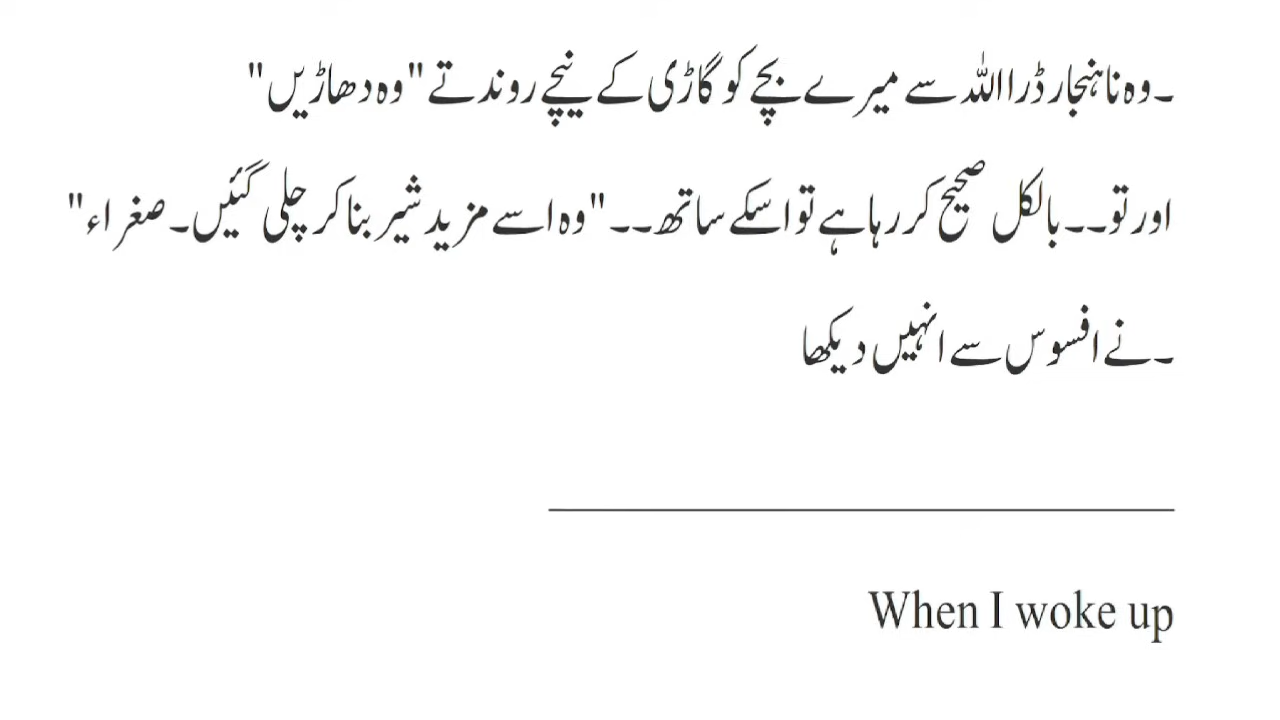 ۔وہ ناہنجار ڈرا اللہ سے میرے بچے کو گاڑی کے نیچے روندتے "وہ دھاڑیں"
اور تو۔۔بالکل صحیح کر رہا ہے تو اسکے ساتھ۔۔"وہ اسے مزید شیر بنا کر چلی گئیں۔ صغراء"
۔نے افسوس سے انہیں دیکھا
When I woke up